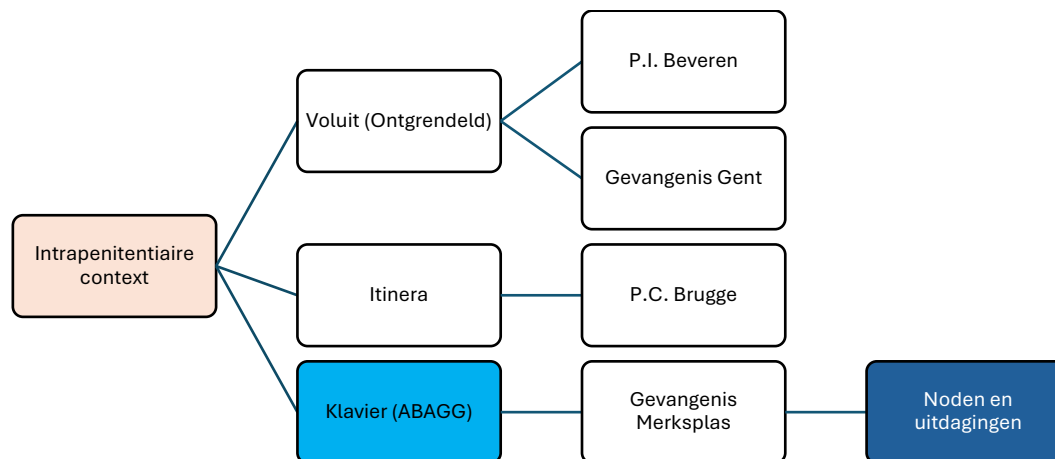 P.I. Beveren
Voluit (Ontgrendeld)
Gevangenis Gent
Intrapenitentiaire
context
Itinera
P.C. Brugge
Klavier (ABAGG)
Gevangenis
Merksplas
Noden en
uitdagingen